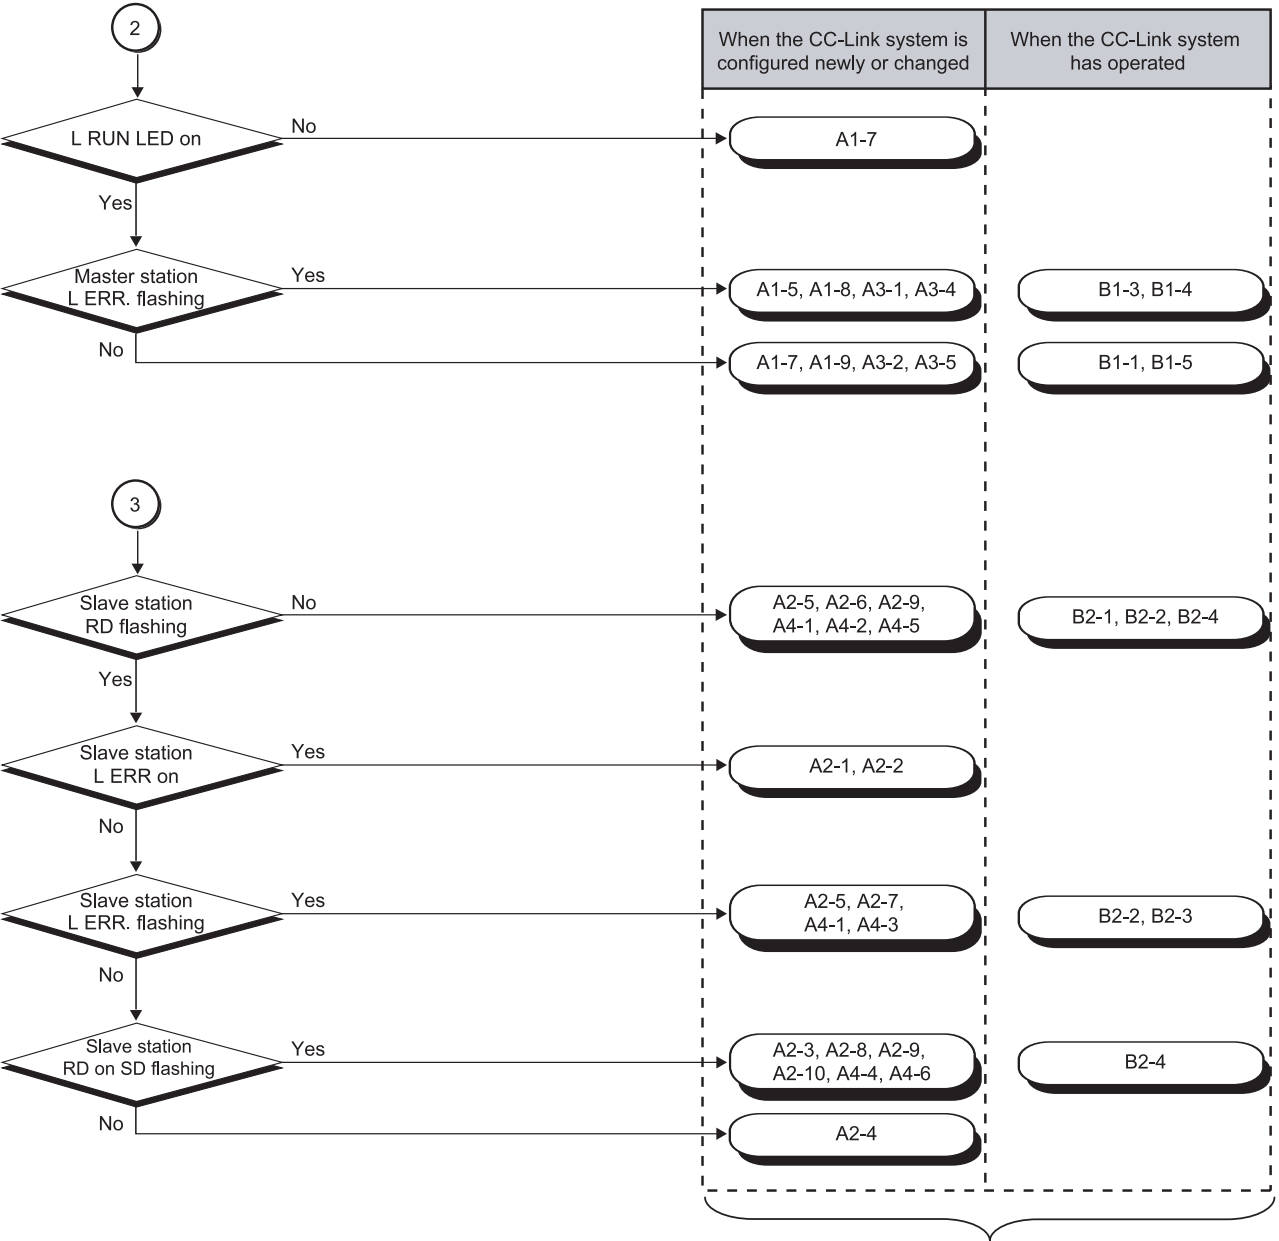 2
When the CC-Link system is
configured newly or changed
When the CC-Link system
has operated
L RUN LED on
No
A1-7
Yes
Master station
L ERR. flashing
Yes
A1-5, A1-8, A3-1, A3-4
B1-3, B1-4
No
A1-7, A1-9, A3-2, A3-5
B1-1, B1-5
3
Slave station
RD flashing
No
A2-5, A2-6, A2-9,
A4-1, A4-2, A4-5
B2-1, B2-2, B2-4
Yes
Slave station
L ERR on
Yes
A2-1, A2-2
No
Slave station
L ERR. flashing
Yes
A2-5, A2-7,
A4-1, A4-3
B2-2, B2-3
No
Slave station
RD on SD flashing
Yes
A2-3, A2-8, A2-9,
A2-10, A4-4, A4-6
B2-4
No
A2-4